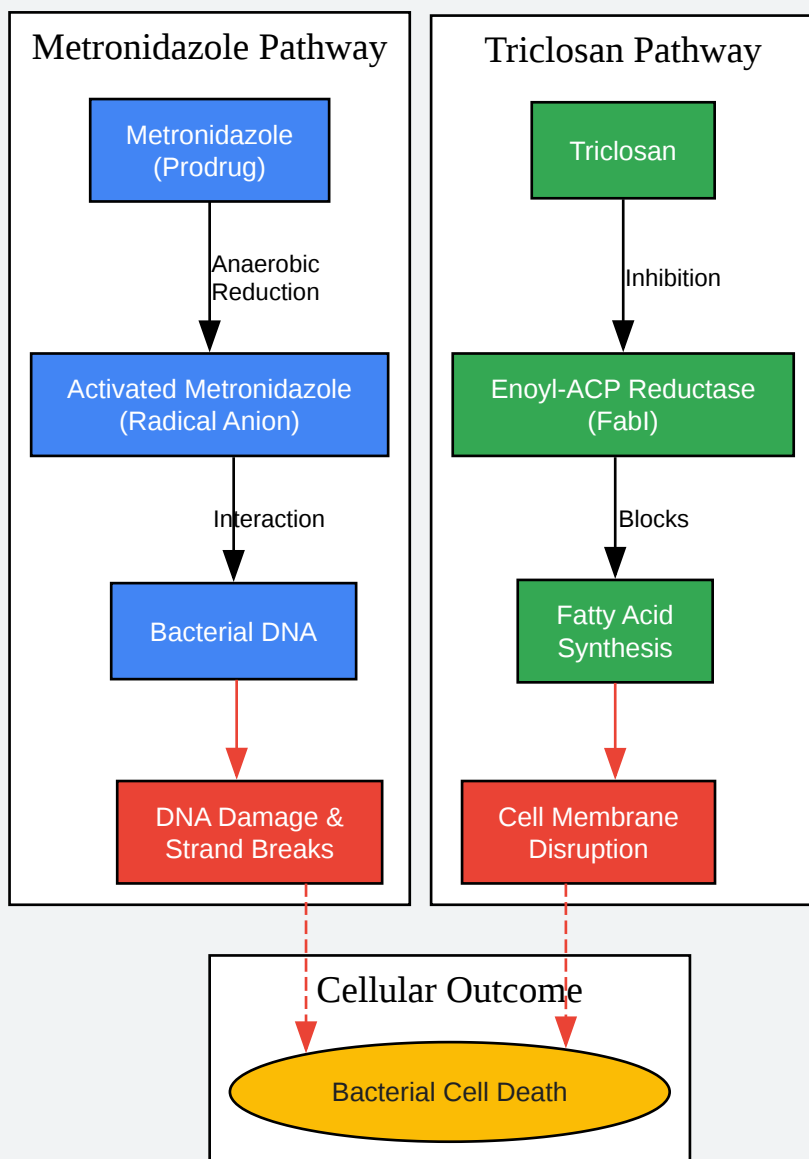 Metronidazole Pathway
Metronidazole
(Prodrug)
Anaerobic
Reduction
Activated Metronidazole
(Radical Anion)
Interaction
Bacterial DNA
DNA Damage &
Strand Breaks
Triclosan Pathway
Triclosan
Inhibition
Enoyl-ACP Reductase
(FabI)
Blocks
Fatty Acid
Synthesis
Cell Membrane
Disruption
Cellular Outcome
Bacterial Cell Death